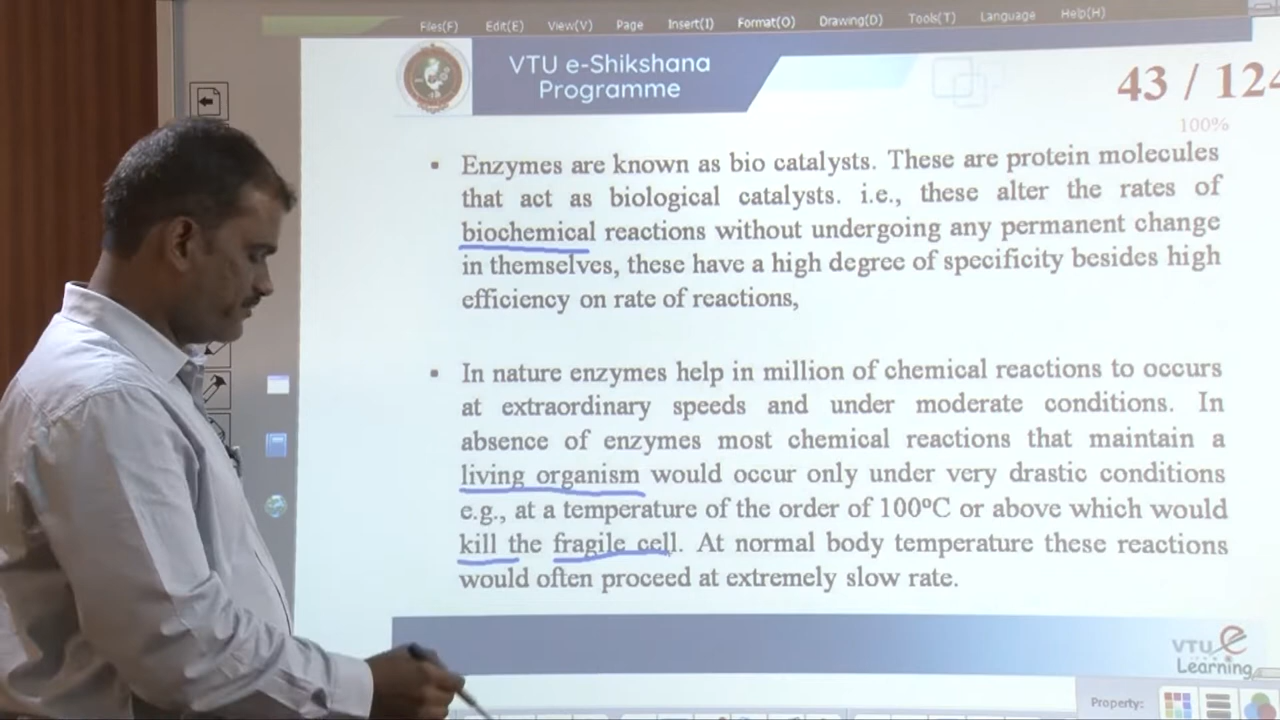 Files(F) Edit(E) View(V) Page Insert(I) Format(O) Drawing(D) Tools(T) Language Help(H)
VTU e-Shikshana
Programme
43 / 124
100%
▪ Enzymes are known as bio catalysts. These are protein molecules
that act as biological catalysts. i.e., these alter the rates of
biochemical reactions without undergoing any permanent change
in themselves, these have a high degree of specificity besides high
efficiency on rate of reactions,
▪ In nature enzymes help in million of chemical reactions to occurs
at extraordinary speeds and under moderate conditions. In
absence of enzymes most chemical reactions that maintain a
living organism would occur only under very drastic conditions
e.g., at a temperature of the order of 100ºC or above which would
kill the fragile cell. At normal body temperature these reactions
would often proceed at extremely slow rate.
VTU e
Learning
Property: